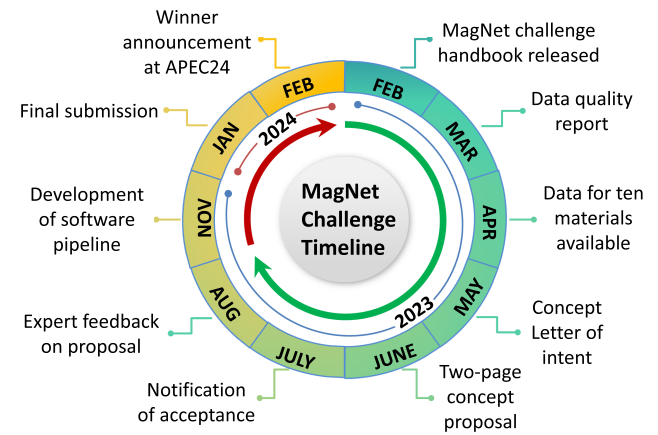 Winner
announcement
at APEC24
MagNet challenge
handbook released
Final submission
Data quality
report
Development
of software
pipeline
Data for ten
materials
available
Expert feedback
on proposal
Concept
Letter of
intent
Notification
of acceptance
Two-page
concept
proposal
FEB
FEB
MAR
APR
MAY
JUNE
JULY
AUG
NOV
JAN
2024
2023
MagNet
Challenge
Timeline